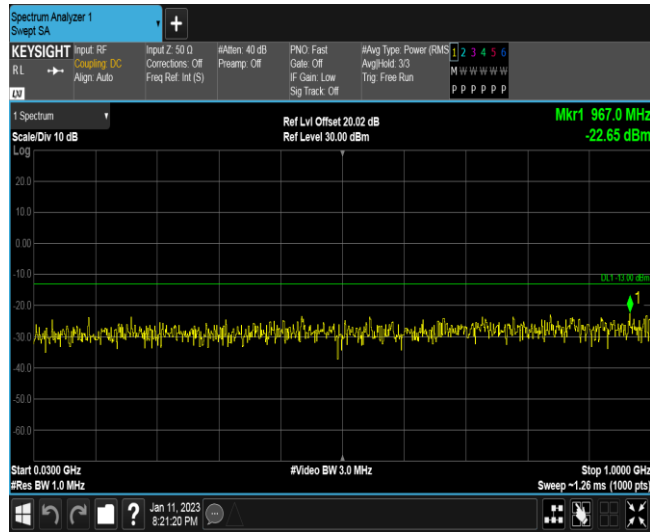 Spectrum Analyzer 1
Swept SA
+
KEYSIGHT
RL
LXI
Input: RF
Coupling: DC
Align: Auto
Input Z: 50 Ω
Corrections: Off
Freq Ref: Int (S)
#Atten: 40 dB
Preamp: Off
PNO: Fast
Gate: Off
IF Gain: Low
Sig Track: Off
#Avg Type: Power (RMS
Avg|Hold: 3/3
Trig: Free Run
1 2 3 4 5 6
M W W W W W
P P P P P P
1 Spectrum
Scale/Div 10 dB
Log
Ref Lvl Offset 20.02 dB
Ref Level 30.00 dBm
Mkr1 967.0 MHz
-22.65 dBm
20.0
10.0
0.00
-10.0
DL1 -13.00 dBm
1
-20.0
-30.0
-40.0
-50.0
-60.0
Start 0.0300 GHz
#Res BW 1.0 MHz
#Video BW 3.0 MHz
Stop 1.0000 GHz
Sweep ~1.26 ms (1000 pts)
?
Jan 11, 2023
8:21:20 PM